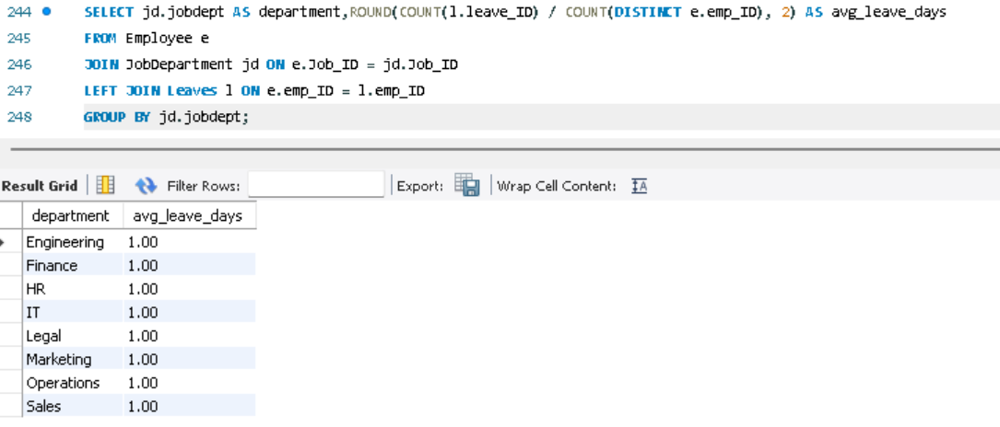 244 SELECT jd.jobdept AS department,ROUND(COUNT(l.leave_ID) / COUNT(DISTINCT e.emp_ID), 2) AS avg_leave_days
245 FROM Employee e
246 JOIN JobDepartment jd ON e.Job_ID = jd.Job_ID
247 LEFT JOIN Leaves l ON e.emp_ID = l.emp_ID
248 GROUP BY jd.jobdept;
Result Grid Filter Rows: Export: Wrap Cell Content: IA
department avg_leave_days
Engineering 1.00
Finance 1.00
HR 1.00
IT 1.00
Legal 1.00
Marketing 1.00
Operations 1.00
Sales 1.00